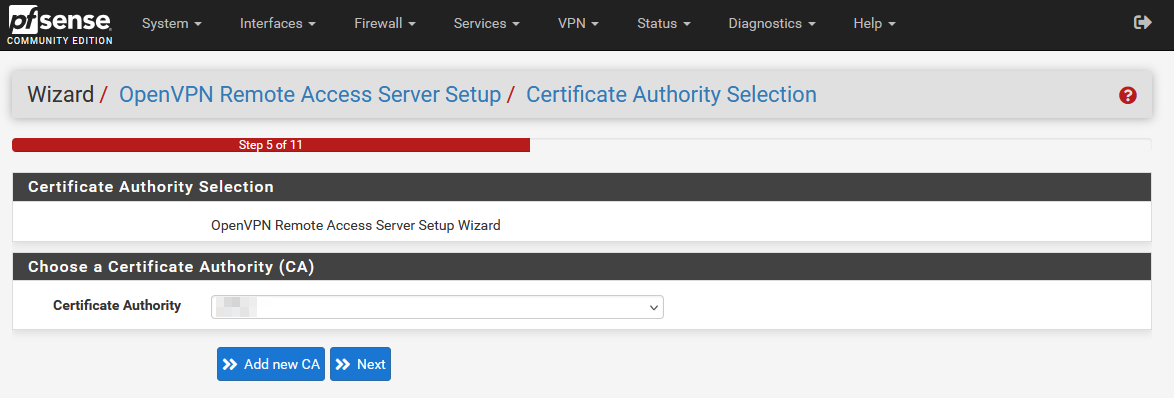 pfsense
COMMUNITY EDITION
System Interfaces Firewall Services VPN Status Diagnostics Help
Wizard / OpenVPN Remote Access Server Setup / Certificate Authority Selection
Step 5 of 11
Certificate Authority Selection
OpenVPN Remote Access Server Setup Wizard
Choose a Certificate Authority (CA)
Certificate Authority
Add new CA Next